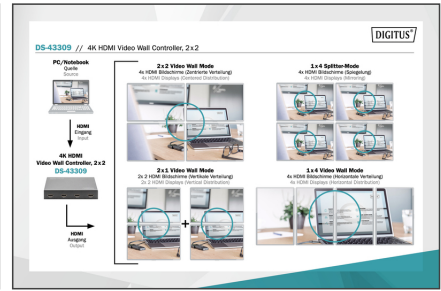 DIGITUS®
DS-43309 // 4K HDMI Video Wall Controller, 2x2
PC/Notebook
Quelle
Source
HDMI
Eingang
Input
4K HDMI
Video Wall Controller, 2x2
DS-43309
HDMI
Ausgang
Output
2x2 Video Wall Mode
4x HDMI Bildschirme (Zentrierte Verteilung)
4x HDMI Displays (Centered Distribution)
1x4 Splitter-Mode
4x HDMI Bildschirme (Spiegelung)
4x HDMI Displays (Mirroring)
2x1 Video Wall Mode
2x 2 HDMI Bildschirme (Vertikale Verteilung)
2x 2 HDMI Displays (Vertical Distribution)
+
1x4 Video Wall Mode
4x HDMI Bildschirme (Horizontale Verteilung)
4x HDMI Displays (Horizontal Distribution)